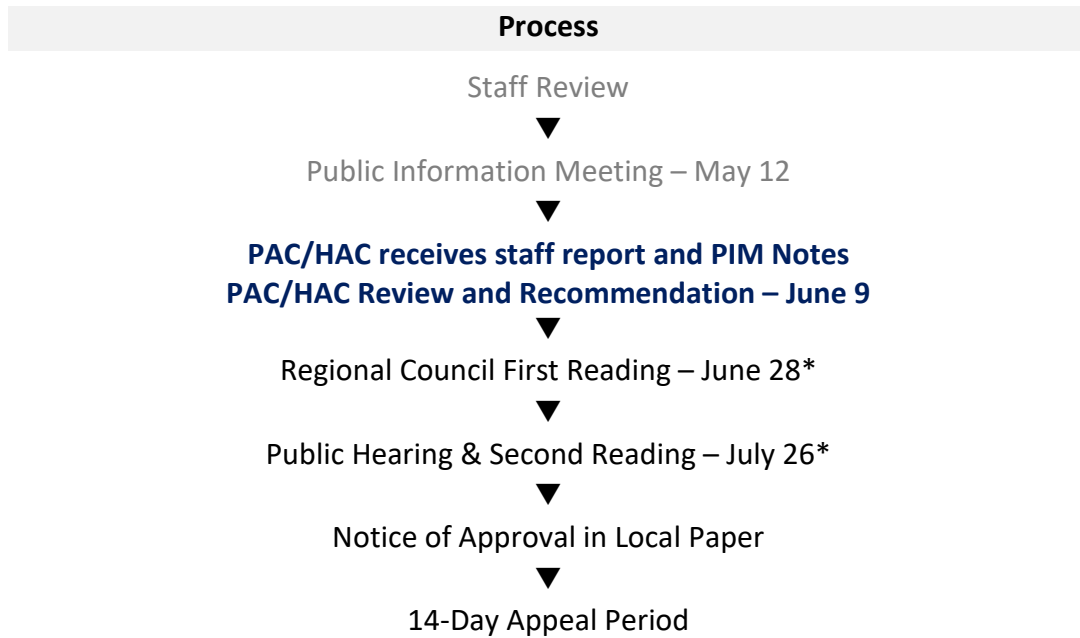 Process
Staff Review
Public Information Meeting – May 12
PAC/HAC receives staff report and PIM Notes
PAC/HAC Review and Recommendation – June 9
Regional Council First Reading – June 28*
Public Hearing & Second Reading – July 26*
Notice of Approval in Local Paper
14-Day Appeal Period